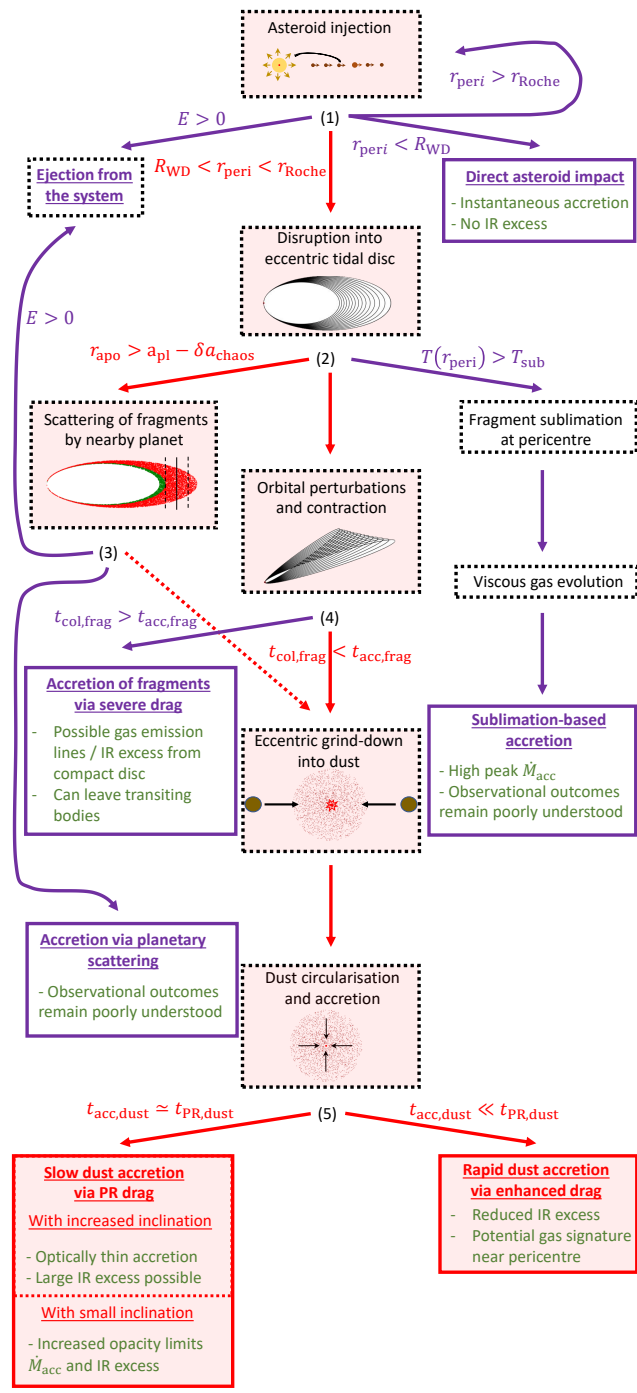 Asteroid injection
r_peri > r_Roche
(1)
E > 0
r_peri < R_WD
R_WD < r_peri < r_Roche
Ejection from
the system
Direct asteroid impact
- Instantaneous accretion
- No IR excess
Disruption into
eccentric tidal disc
E > 0
r_apo > a_pl − δa_chaos
(2)
T(r_peri) > T_sub
Scattering of fragments
by nearby planet
Fragment sublimation
at pericentre
Orbital perturbations
and contraction
(3)
Viscous gas evolution
t_col,frag > t_acc,frag
(4)
t_col,frag < t_acc,frag
Accretion of fragments
via severe drag
- Possible gas emission
lines / IR excess from
compact disc
- Can leave transiting
bodies
Eccentric grind-down
into dust
Sublimation-based
accretion
- High peak Ṁ_acc
- Observational outcomes
remain poorly understood
Accretion via planetary
scattering
- Observational outcomes
remain poorly understood
Dust circularisation
and accretion
t_acc,dust ≃ t_PR,dust
(5)
t_acc,dust ≪ t_PR,dust
Slow dust accretion
via PR drag
With increased inclination
- Optically thin accretion
- Large IR excess possible
With small inclination
- Increased opacity limits
Ṁ_acc and IR excess
Rapid dust accretion
via enhanced drag
- Reduced IR excess
- Potential gas signature
near pericentre